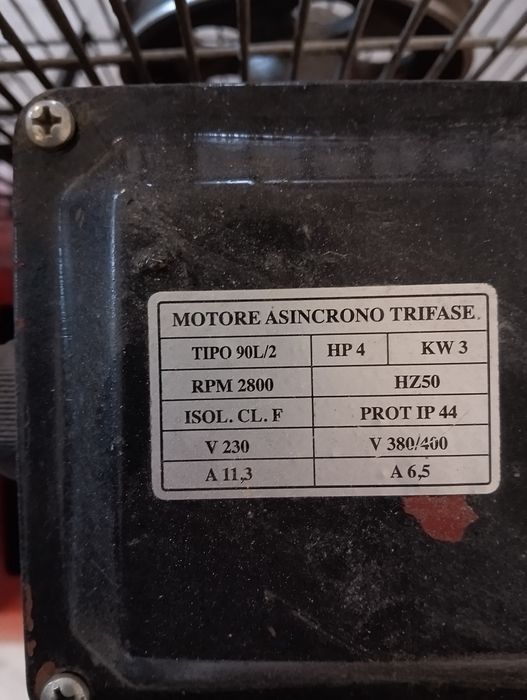 MOTORE ASINCRONO TRIFASE
TIPO 90L/2 HP 4 KW 3
RPM 2800 HZ50
ISOL. CL. F PROT IP 44
V 230 V 380/400
A 11,3 A 6,5